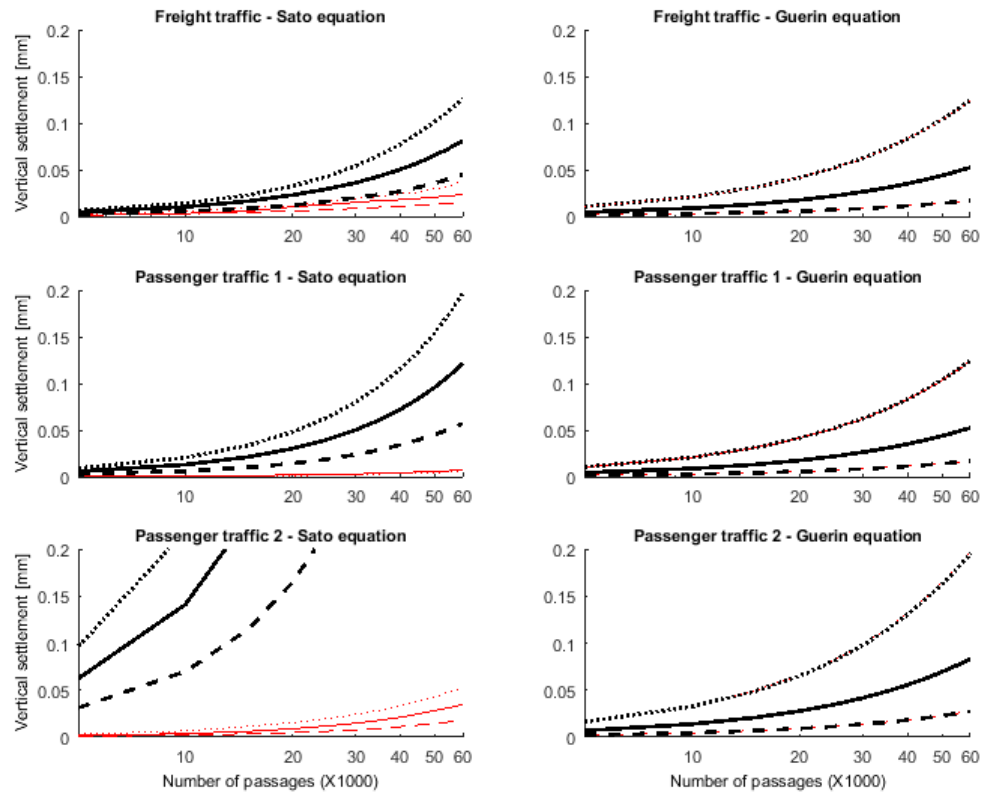 Freight traffic - Sato equation
Vertical settlement [mm]
0.2
0.15
0.1
0.05
0
10 20 30 40 50 60
Freight traffic - Guerin equation
0.2
0.15
0.1
0.05
0
10 20 30 40 50 60
Passenger traffic 1 - Sato equation
Vertical settlement [mm]
0.2
0.15
0.1
0.05
0
10 20 30 40 50 60
Passenger traffic 1 - Guerin equation
0.2
0.15
0.1
0.05
0
10 20 30 40 50 60
Passenger traffic 2 - Sato equation
Vertical settlement [mm]
0.2
0.15
0.1
0.05
0
10 20 30 40 50 60
Number of passages (X1000)
Passenger traffic 2 - Guerin equation
0.2
0.15
0.1
0.05
0
10 20 30 40 50 60
Number of passages (X1000)